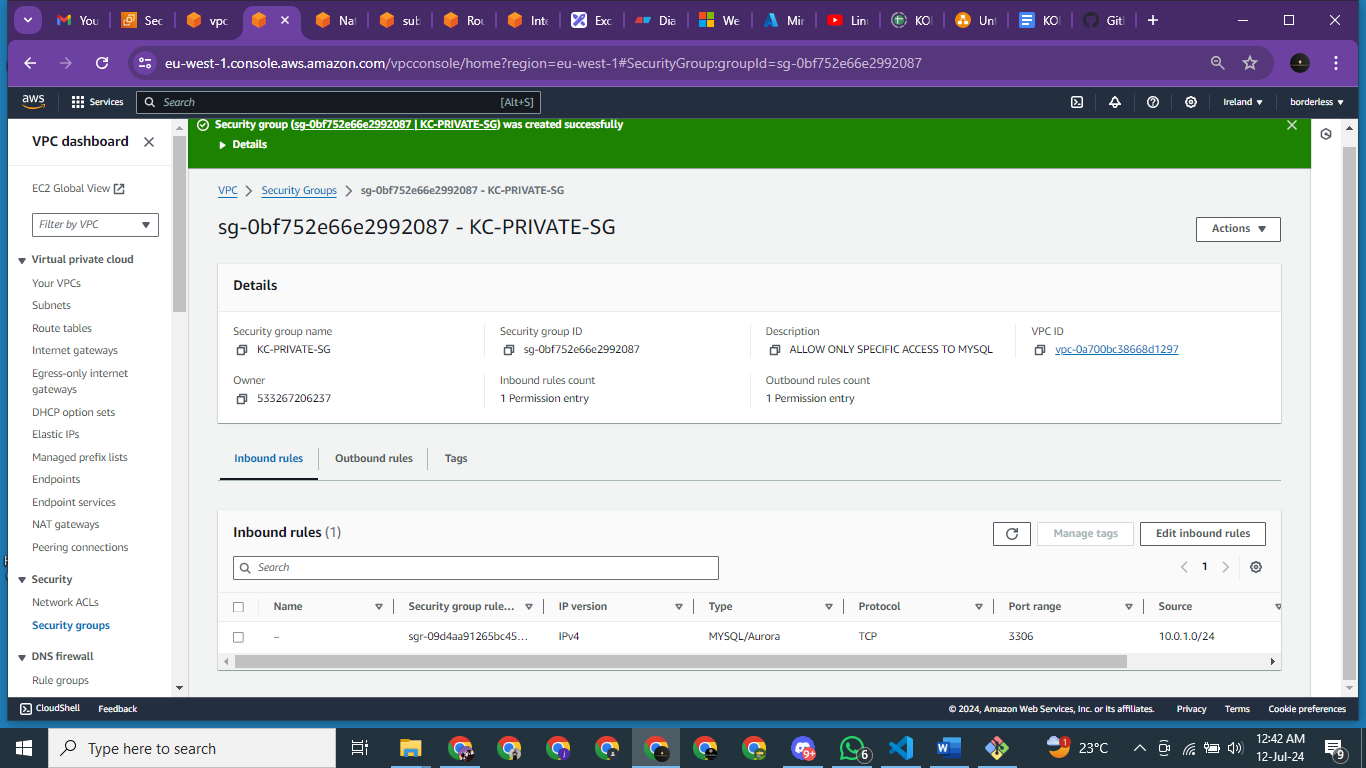 You
Sec
vpc
Nat
sub
Rou
Inte
Exc
Dia
We
Mir
Lin
KO
Unt
KO
Git
eu-west-1.console.aws.amazon.com/vpcconsole/home?region=eu-west-1#SecurityGroup:groupId=sg-0bf752e66e2992087
aws
Services
Search
[Alt+S]
Ireland
borderless
VPC dashboard
EC2 Global View
Filter by VPC
Virtual private cloud
Your VPCs
Subnets
Route tables
Internet gateways
Egress-only internet
gateways
DHCP option sets
Elastic IPs
Managed prefix lists
Endpoints
Endpoint services
NAT gateways
Peering connections
Security
Network ACLs
Security groups
DNS firewall
Rule groups
Security group (sg-0bf752e66e2992087 | KC-PRIVATE-SG) was created successfully
Details
VPC
Security Groups
sg-0bf752e66e2992087 - KC-PRIVATE-SG
sg-0bf752e66e2992087 - KC-PRIVATE-SG
Actions
Details
Security group name
KC-PRIVATE-SG
Security group ID
sg-0bf752e66e2992087
Description
ALLOW ONLY SPECIFIC ACCESS TO MYSQL
VPC ID
vpc-0a700bc38668d1297
Owner
533267206237
Inbound rules count
1 Permission entry
Outbound rules count
1 Permission entry
Inbound rules
Outbound rules
Tags
Inbound rules (1)
Manage tags
Edit inbound rules
Search
1
Name
Security group rule...
IP version
Type
Protocol
Port range
Source
–
sgr-09d4aa91265bc45...
IPv4
MYSQL/Aurora
TCP
3306
10.0.1.0/24
CloudShell
Feedback
© 2024, Amazon Web Services, Inc. or its affiliates.
Privacy
Terms
Cookie preferences
Type here to search
9+
6
1
23°C
12:42 AM
12-Jul-24
9